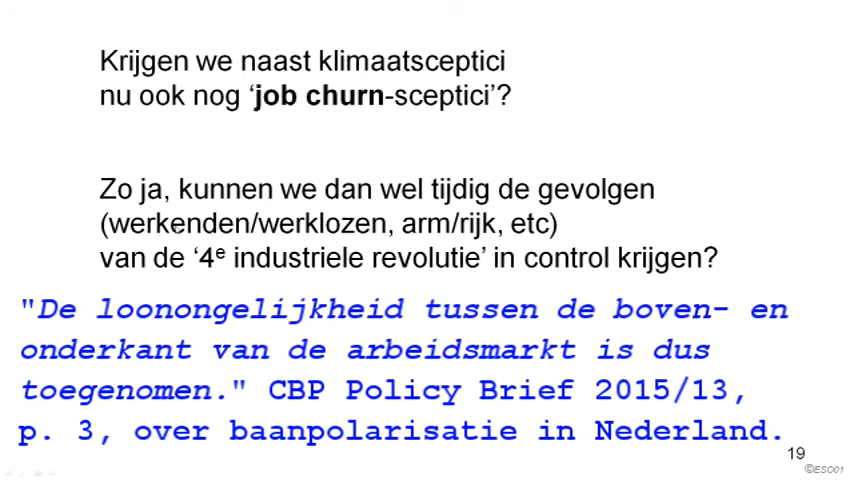 Krijgen we naast klimaatsceptici
nu ook nog ‘job churn-sceptici’?
Zo ja, kunnen we dan wel tijdig de gevolgen
(werkenden/werklozen, arm/rijk, etc)
van de ‘4e industriele revolutie’ in control krijgen?
"De loonongelijkheid tussen de boven- en
onderkant van de arbeidsmarkt is dus
toegenomen." CBP Policy Brief 2015/13,
p. 3, over baanpolarisatie in Nederland.
19
©ESO01